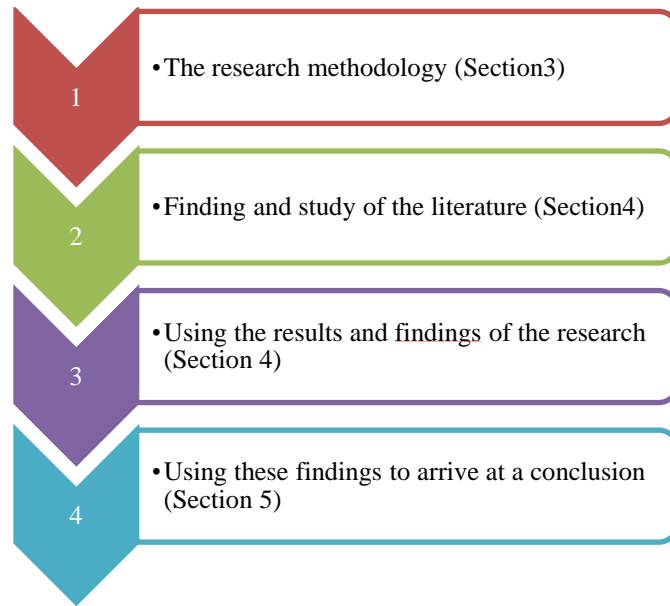 1
•The research methodology (Section3)
2
•Finding and study of the literature (Section4)
3
•Using the results and findings of the research
(Section 4)
4
•Using these findings to arrive at a conclusion
(Section 5)